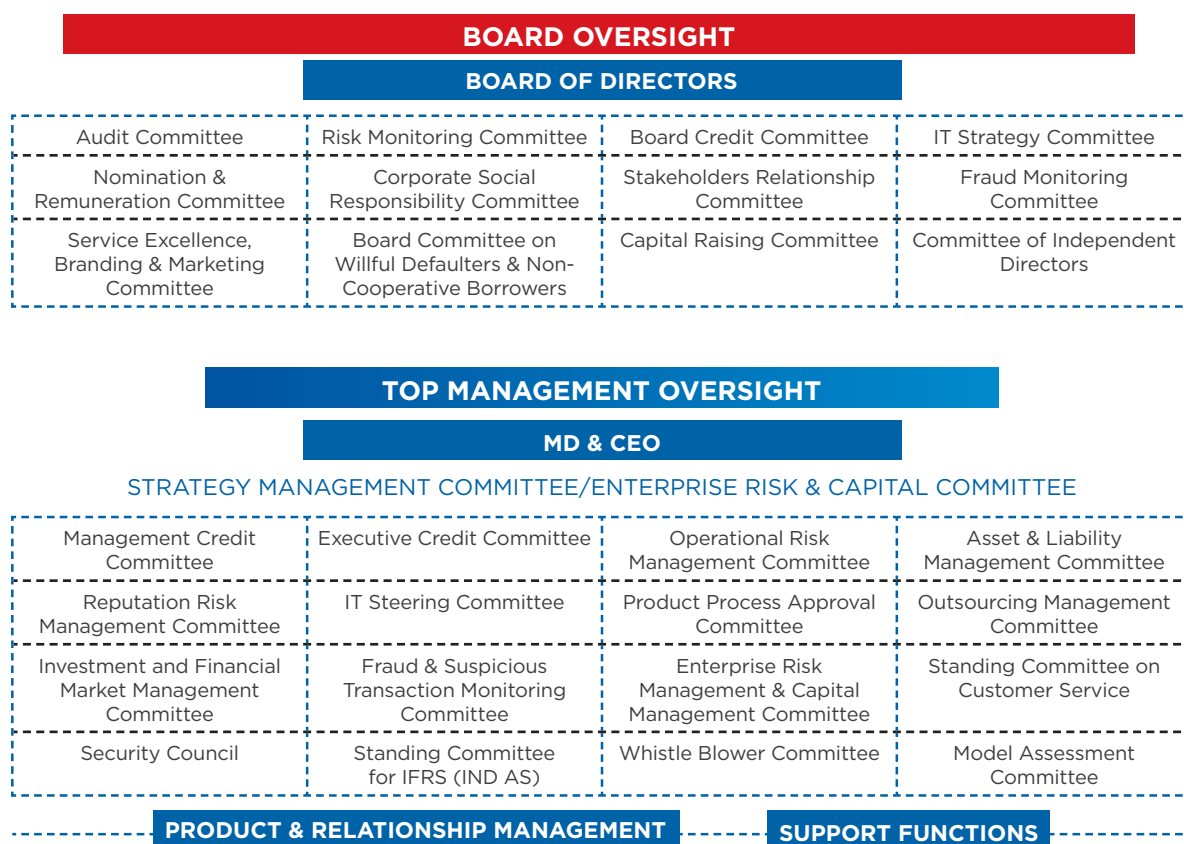 BOARD OVERSIGHT
BOARD OF DIRECTORS
Audit Committee
Risk Monitoring Committee
Board Credit Committee
IT Strategy Committee
Nomination &
Remuneration Committee
Corporate Social
Responsibility Committee
Stakeholders Relationship
Committee
Fraud Monitoring
Committee
Service Excellence,
Branding & Marketing
Committee
Board Committee on
Willful Defaulters & Non-
Cooperative Borrowers
Capital Raising Committee
Committee of Independent
Directors
TOP MANAGEMENT OVERSIGHT
MD & CEO
STRATEGY MANAGEMENT COMMITTEE/ENTERPRISE RISK & CAPITAL COMMITTEE
Management Credit
Committee
Executive Credit Committee
Operational Risk
Management Committee
Asset & Liability
Management Committee
Reputation Risk
Management Committee
IT Steering Committee
Product Process Approval
Committee
Outsourcing Management
Committee
Investment and Financial
Market Management
Committee
Fraud & Suspicious
Transaction Monitoring
Committee
Enterprise Risk
Management & Capital
Management Committee
Standing Committee on
Customer Service
Security Council
Standing Committee
for IFRS (IND AS)
Whistle Blower Committee
Model Assessment
Committee
PRODUCT & RELATIONSHIP MANAGEMENT
SUPPORT FUNCTIONS